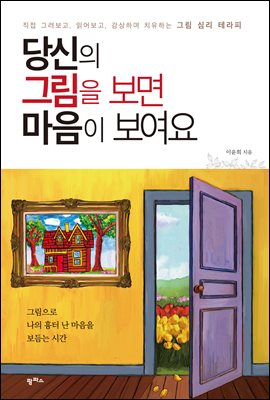 직접 그려보고, 읽어보고, 감상하며 치유하는 그림 심리 테라피
당신의
그림을 보면
마음이 보여요
이윤희 지음
그림으로
나의 흉터 난 마음을
보듬는 시간
팜파스